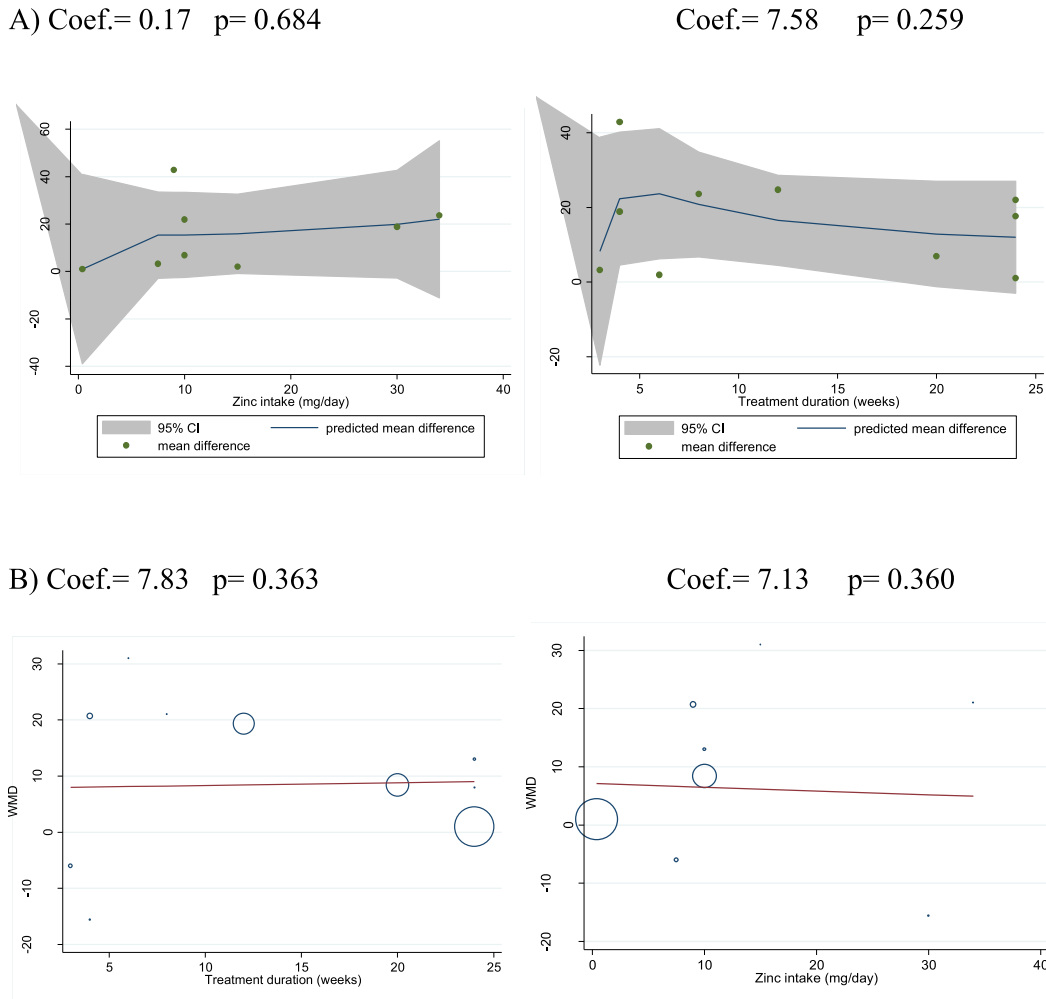 A) Coef.= 0.17 p= 0.684
Coef.= 7.58 p= 0.259
60
40
20
0
-20
-40
0
10
20
30
40
Zinc intake (mg/day)
95% CI
predicted mean difference
mean difference
40
20
0
-20
5
10
15
20
25
Treatment duration (weeks)
95% CI
predicted mean difference
mean difference
B) Coef.= 7.83 p= 0.363
Coef.= 7.13 p= 0.360
WMD
30
20
10
0
-10
-20
5
10
15
20
25
Treatment duration (weeks)
WMD
30
20
10
0
-10
-20
0
10
20
30
40
Zinc intake (mg/day)